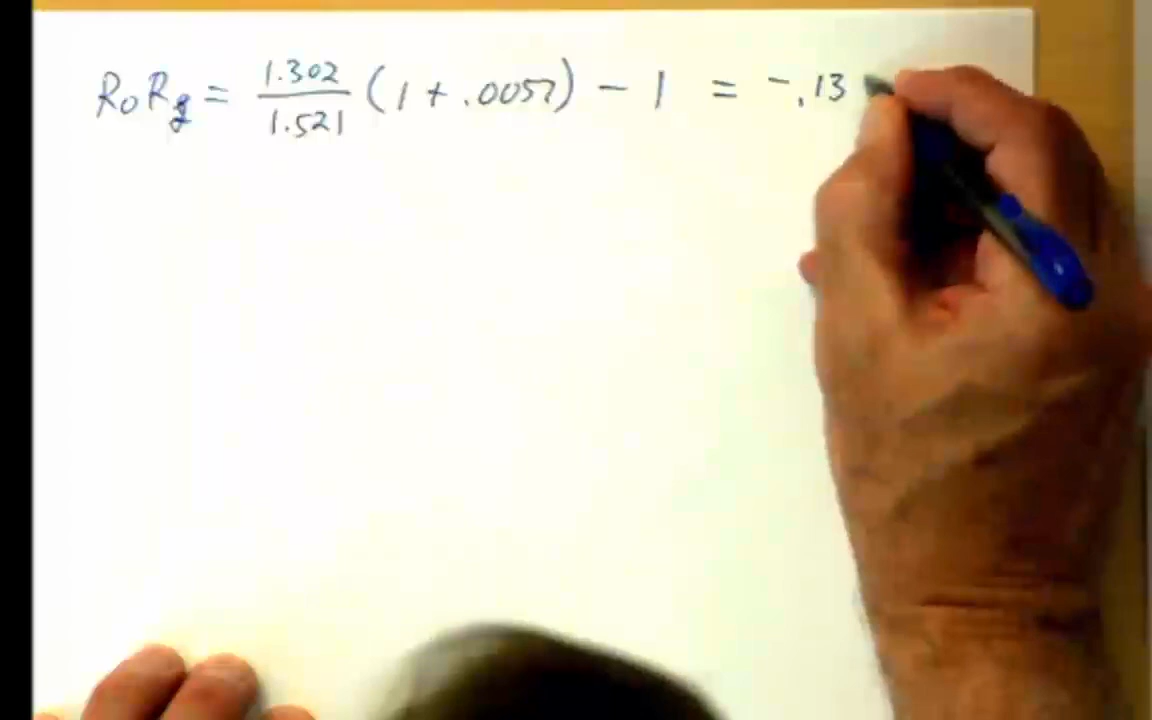 RoRg = 1.302/1.521 (1 + .0057) - 1 = -.13